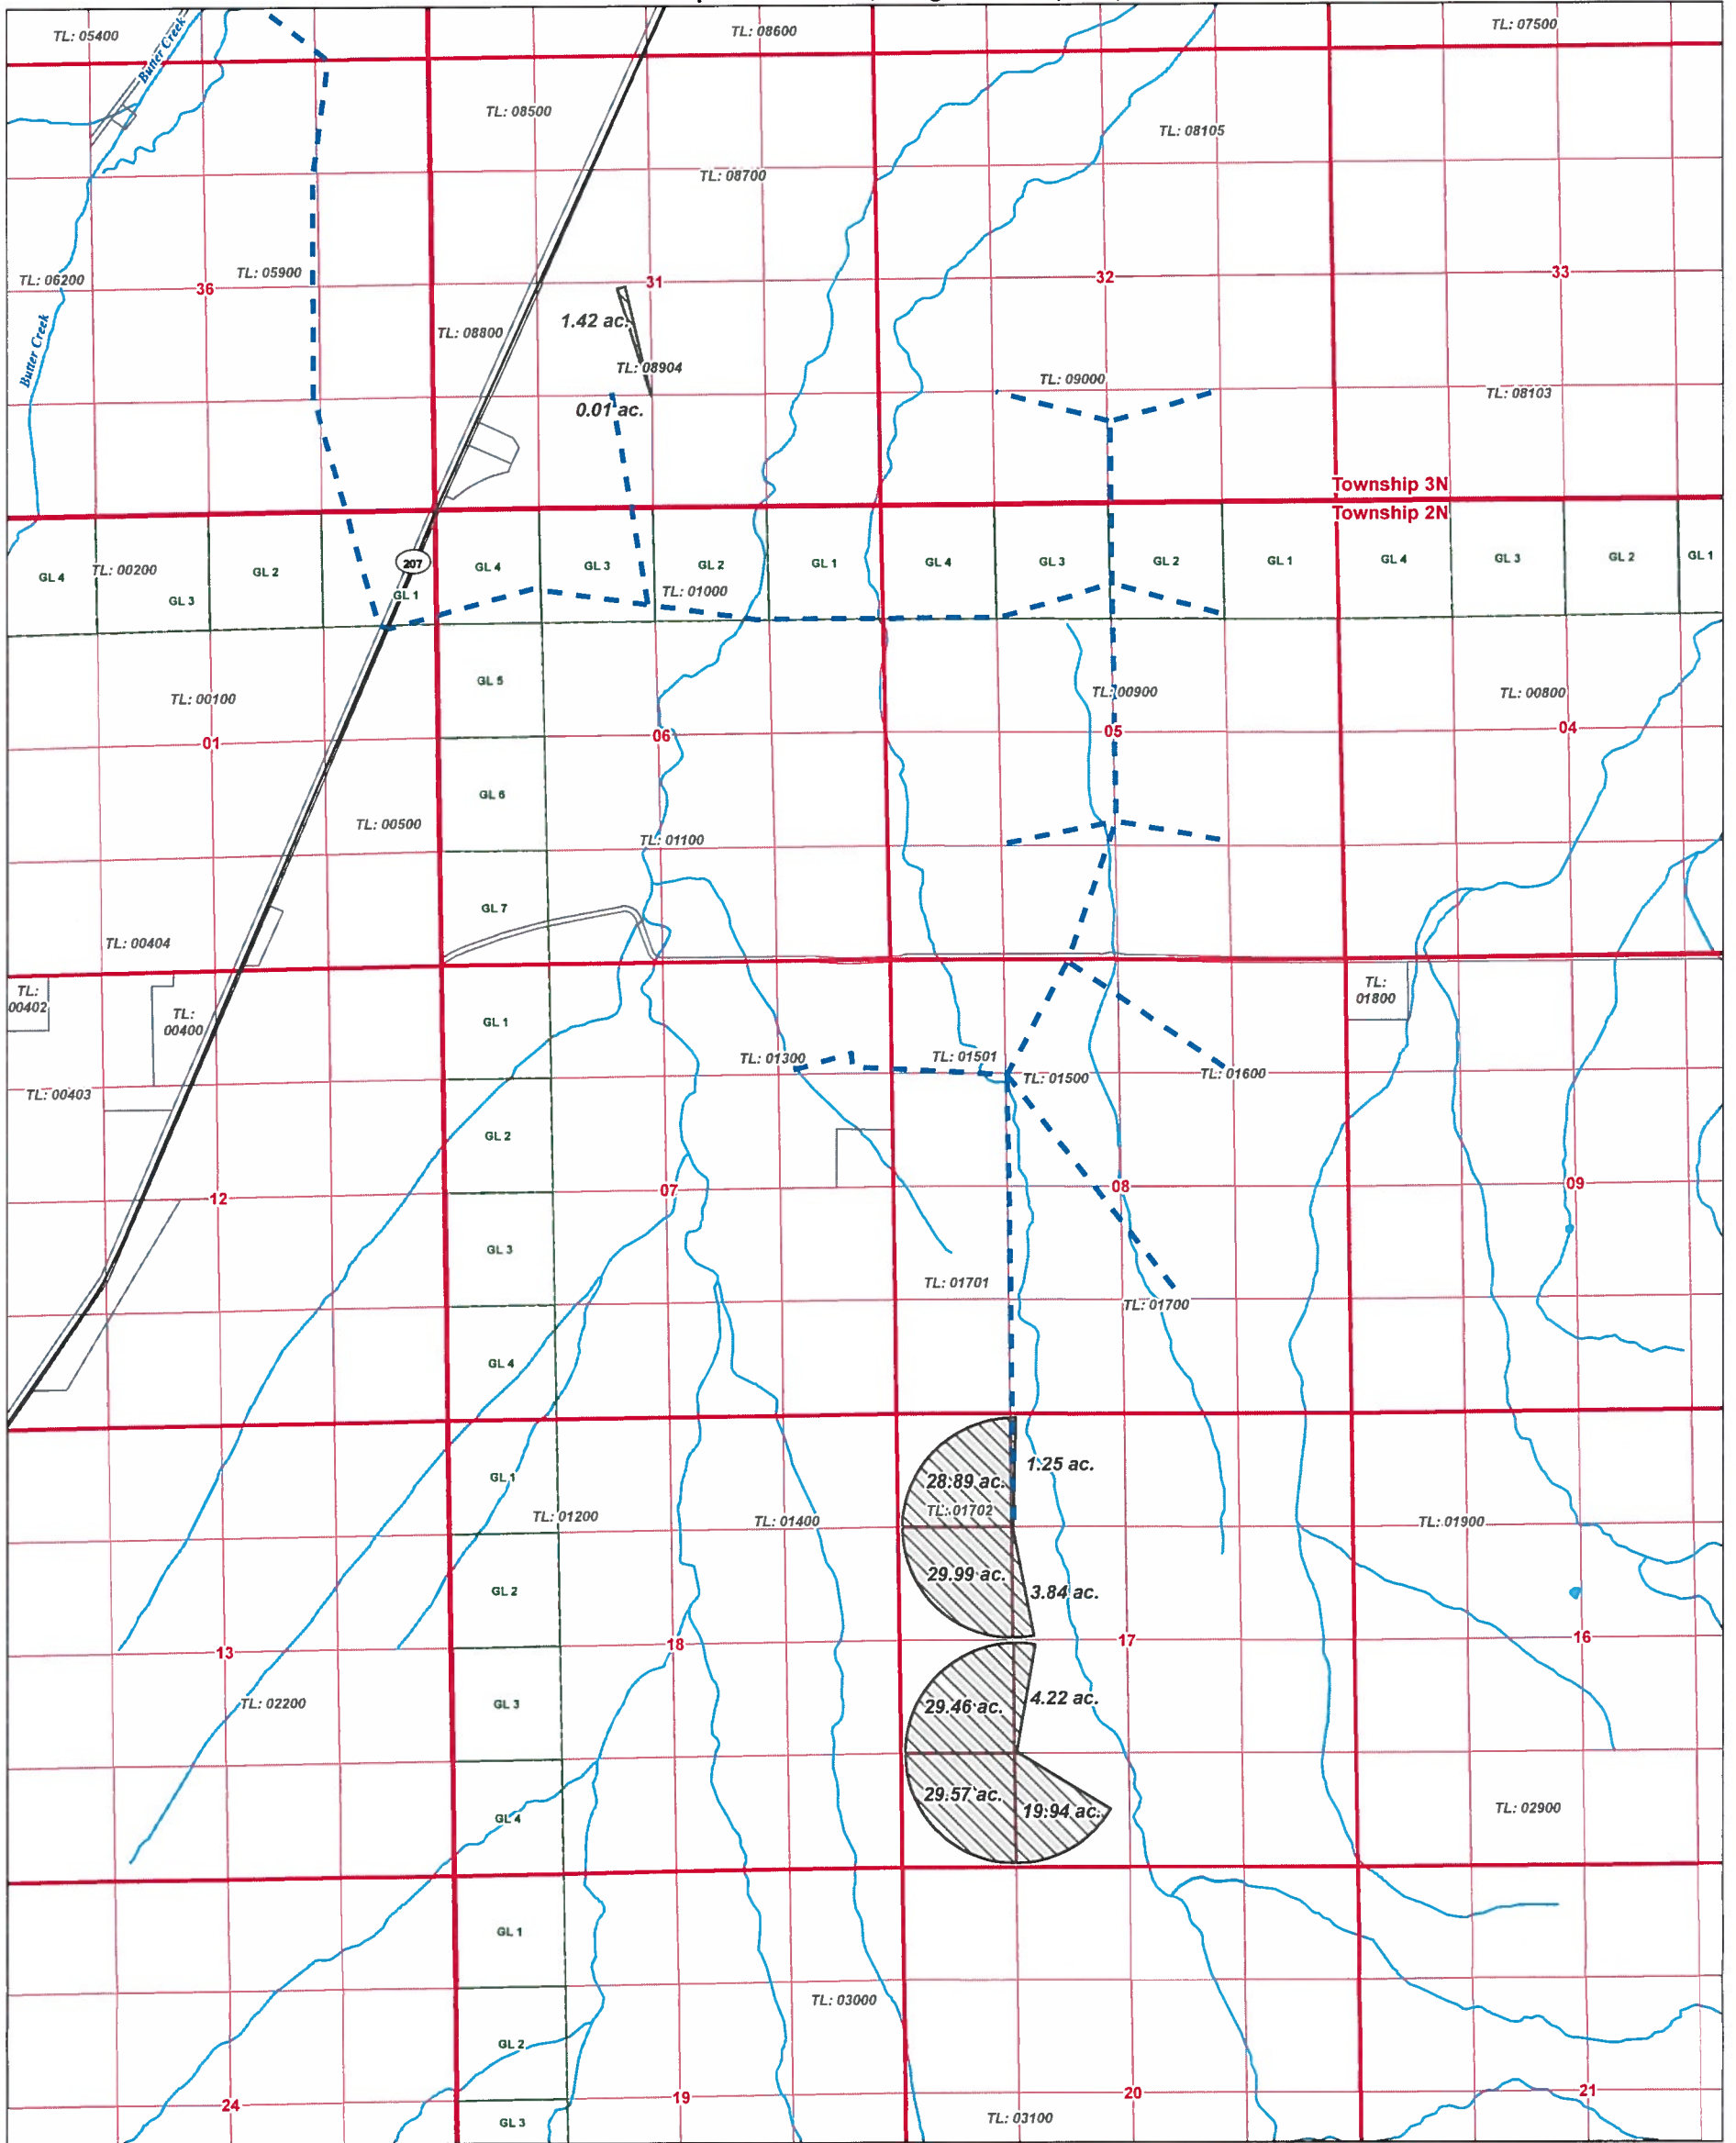 TL: 05400
Butter Creek
TL: 08600
TL: 07500
TL: 08500
TL: 08105
TL: 08700
TL: 06200
TL: 05900
36
31
32
33
1.42 ac.
TL: 08800
Butter Creek
TL: 08904
TL: 09000
TL: 08103
0.01 ac.
Township 3N
Township 2N
207
GL 4
TL: 00200
GL 3
GL 2
GL 1
GL 4
GL 3
GL 2
TL: 01000
GL 1
GL 4
GL 3
GL 2
GL 1
GL 4
GL 3
GL 2
GL 1
GL 5
TL: 00100
TL: 00900
TL: 00800
01
06
05
04
GL 6
TL: 00500
TL: 01100
GL 7
TL: 00404
TL:
00402
TL:
00400
GL 1
TL:
01800
TL: 01300
TL: 01501
TL: 01500
TL: 01600
TL: 00403
GL 2
12
07
08
09
GL 3
TL: 01701
TL: 01700
GL 4
1.25 ac.
28.89 ac.
GL 1
TL: 01200
TL: 01400
TL: 01702
TL: 01900
29.99 ac.
3.84 ac.
GL 2
13
18
17
16
TL: 02200
GL 3
29.46 ac.
4.22 ac.
29.57 ac.
19.94 ac.
GL 4
TL: 02900
GL 1
TL: 03000
GL 2
24
19
20
21
GL 3
TL: 03100